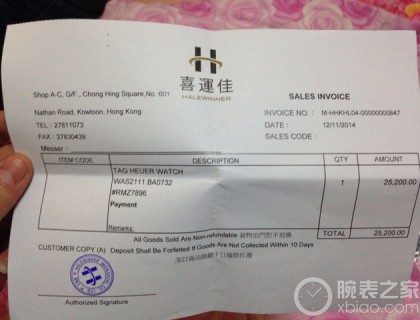 喜運佳
HALEWINNER
Shop A-C, G/F., Chong Hing Square,No. 601
Nathan Road, Kowloon, Hong Kong
TEL : 27811073
FAX : 27830439
SALES INVOICE
INVOICE NO. : M-HHKHL04-00000000847
DATE : 12/11/2014
SALES CODE :
Messer :
ITEM CODE DESCRIPTION QTY AMOUNT
TAG HEUER WATCH
WAS2111.BA0732 1 25,200.00
#RMZ7896
Payment
Remarks.
TOTAL 25,200.00
All Goods Sold Are Non-refundable 貨物出門恕不退換
CUSTOMER COPY (A) Deposit Shall Be Forfeited If Goods Are Not Collected Within 10 Days
Authorized Signature
腕表之家
xbiao.com